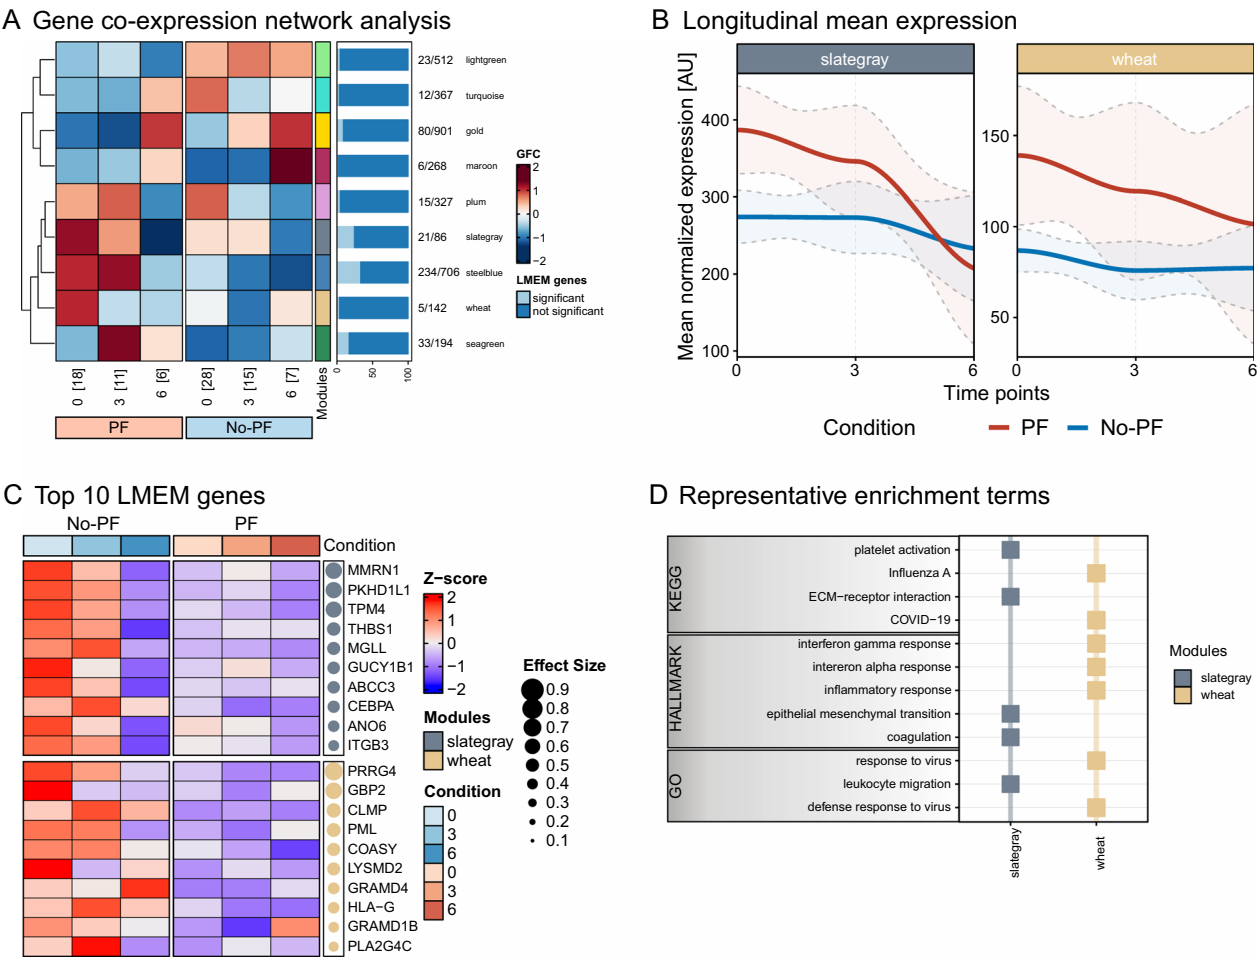 A Gene co-expression network analysis
23/512 lightgreen
12/367 turquoise
80/901 gold
6/268 maroon
15/327 plum
21/86 slategray
234/706 steelblue
5/142 wheat
33/194 seagreen
0 [18]
3 [11]
6 [6]
0 [28]
3 [15]
6 [7]
Modules
0
50
100
PF
No-PF
GFC
2
1
0
−1
−2
LMEM genes
significant
not significant
B Longitudinal mean expression
slategray
wheat
Mean normalized expression [AU]
400
300
200
100
150
100
50
0
3
6
0
3
6
Time points
Condition
PF
No-PF
C Top 10 LMEM genes
No-PF
PF
Condition
MMRN1
PKHD1L1
TPM4
THBS1
MGLL
GUCY1B1
ABCC3
CEBPA
ANO6
ITGB3
PRRG4
GBP2
CLMP
PML
COASY
LYSMD2
GRAMD4
HLA−G
GRAMD1B
PLA2G4C
Z−score
2
1
0
−1
−2
Modules
slategray
wheat
Condition
0
3
6
0
3
6
Effect Size
0.9
0.8
0.7
0.6
0.5
0.4
0.3
0.2
0.1
D Representative enrichment terms
KEGG
platelet activation
Influenza A
ECM−receptor interaction
COVID−19
HALLMARK
interferon gamma response
intereron alpha response
inflammatory response
epithelial mesenchymal transition
coagulation
GO
response to virus
leukocyte migration
defense response to virus
slategray
wheat
Modules
slategray
wheat